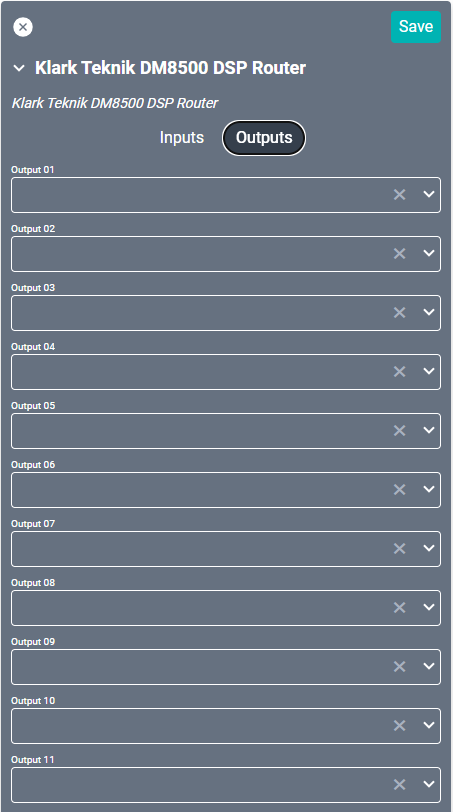 Save
Klark Teknik DM8500 DSP Router
Klark Teknik DM8500 DSP Router
Inputs Outputs
Output 01
Output 02
Output 03
Output 04
Output 05
Output 06
Output 07
Output 08
Output 09
Output 10
Output 11